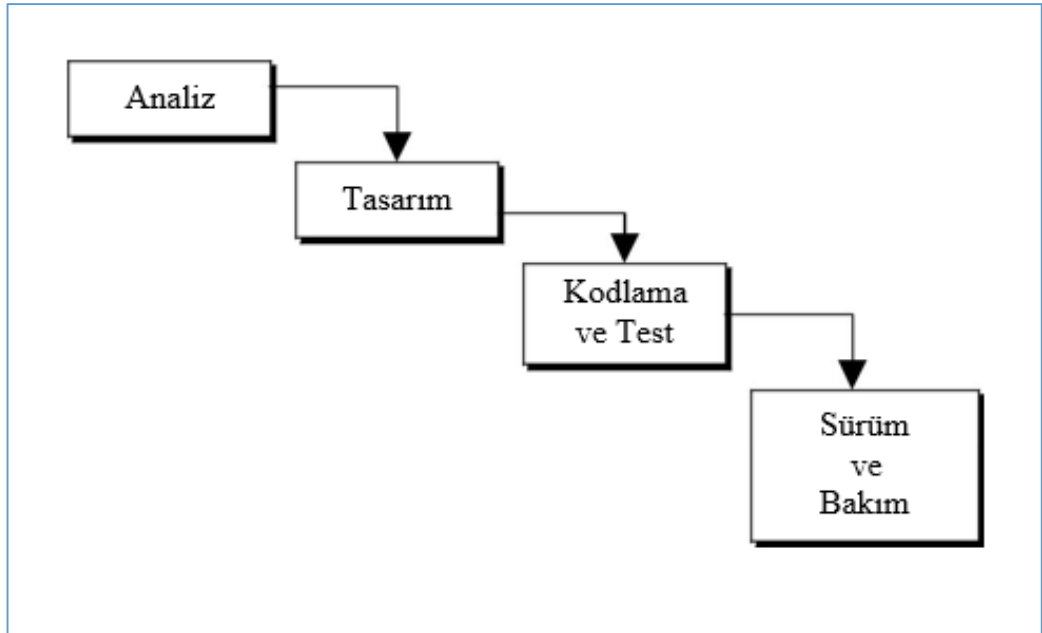 Analiz
Tasarım
Kodlama
ve Test
Sürüm
ve
Bakım